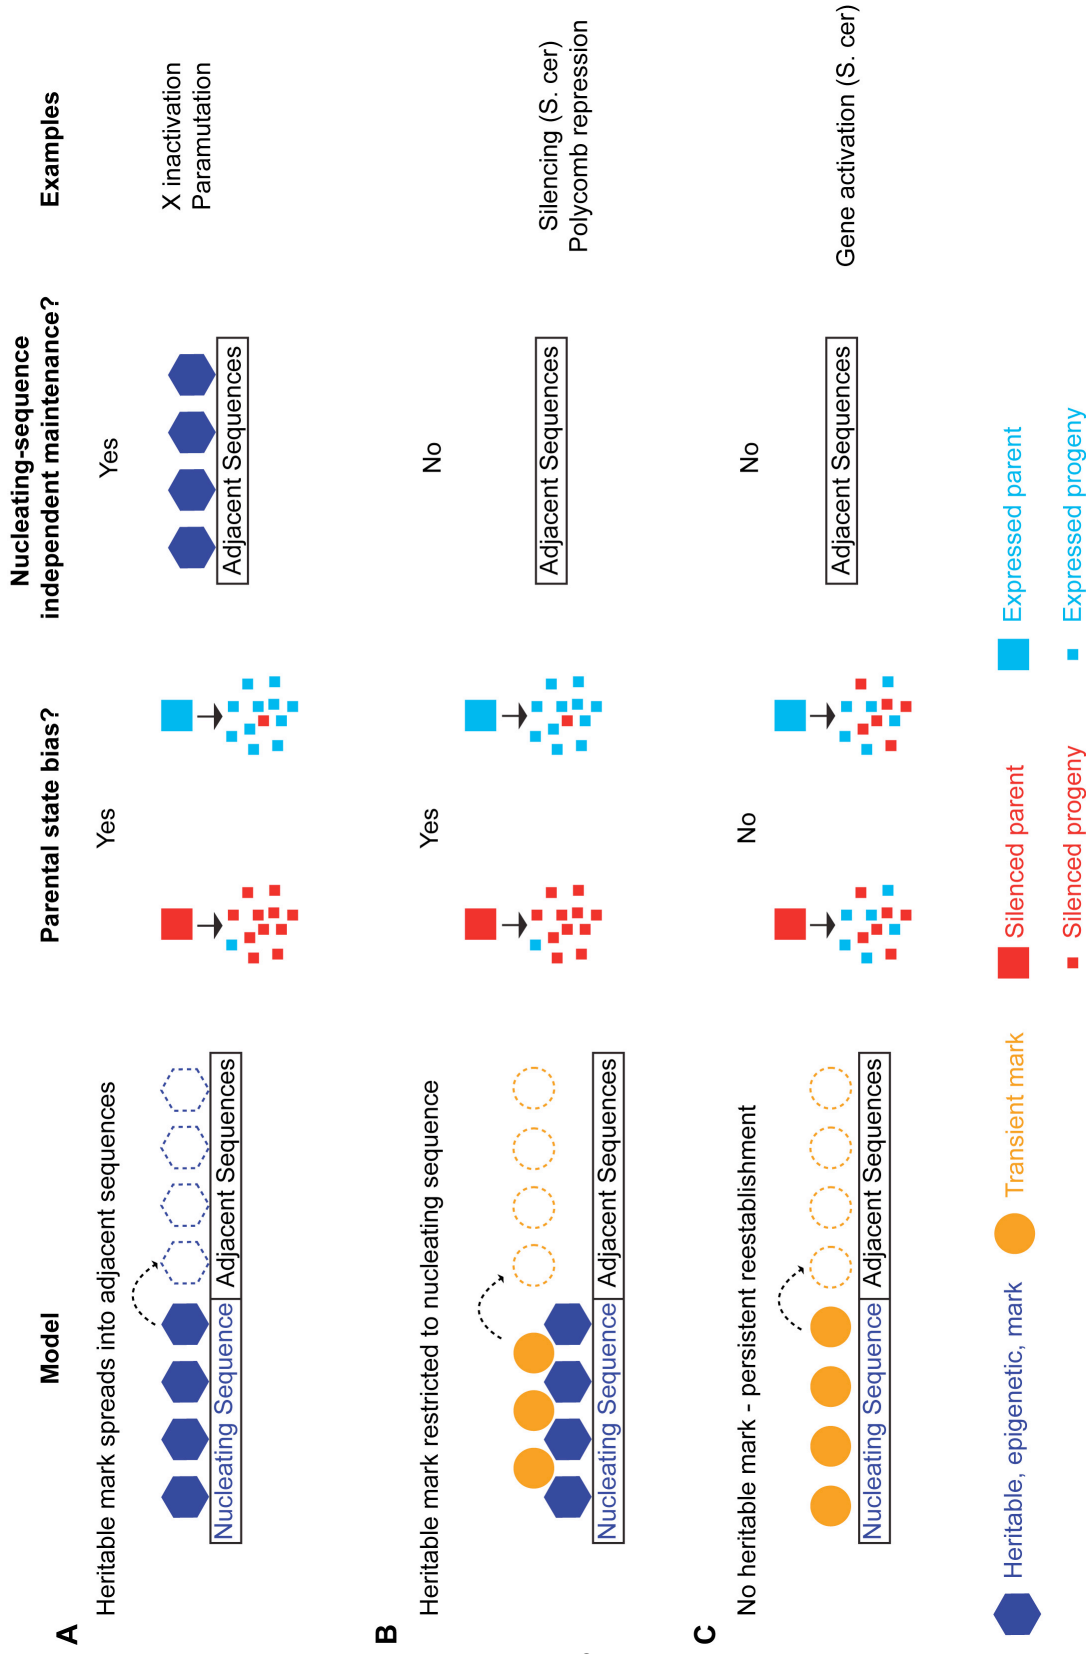 Model
Parental state bias?
Nucleating-sequence
independent maintenance?
Examples
A
Heritable mark spreads into adjacent sequences
Yes
Yes
X inactivation
Paramutation
Nucleating Sequence
Adjacent Sequences
Adjacent Sequences
B
Heritable mark restricted to nucleating sequence
Yes
No
Silencing (S. cer)
Polycomb repression
Nucleating Sequence
Adjacent Sequences
Adjacent Sequences
C
No heritable mark - persistent reestablishment
No
No
Gene activation (S. cer)
Nucleating Sequence
Adjacent Sequences
Adjacent Sequences
Heritable, epigenetic, mark
Transient mark
Silenced parent
Expressed parent
Silenced progeny
Expressed progeny